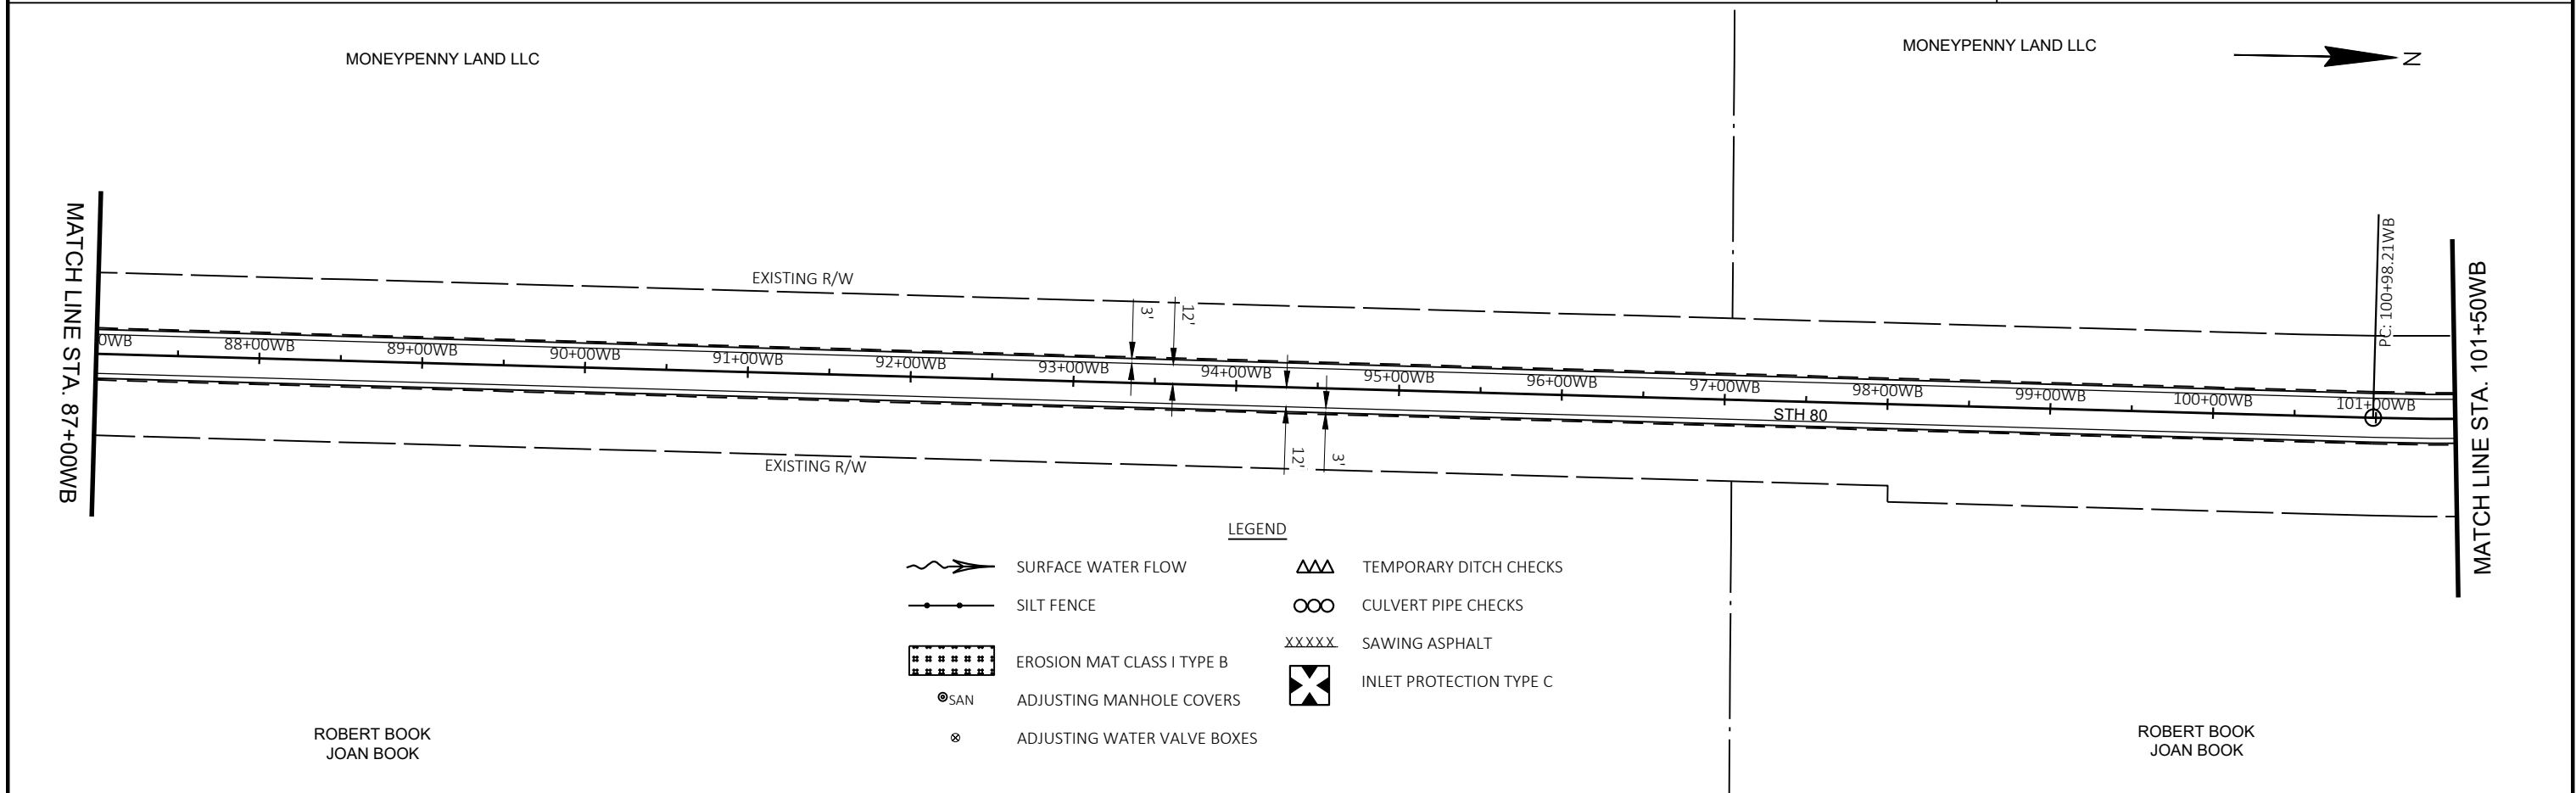 MONEYPENNY LAND LLC
MONEYPENNY LAND LLC
N
MATCH LINE STA. 87+00WB
EXISTING R/W
3'
12'
PC: 100+98.21WB
MATCH LINE STA. 101+50WB
0WB
88+00WB
89+00WB
90+00WB
91+00WB
92+00WB
93+00WB
94+00WB
95+00WB
96+00WB
97+00WB
98+00WB
99+00WB
100+00WB
101+00WB
STH 80
EXISTING R/W
12'
3'
LEGEND
SURFACE WATER FLOW
SILT FENCE
EROSION MAT CLASS I TYPE B
SAN ADJUSTING MANHOLE COVERS
ADJUSTING WATER VALVE BOXES
TEMPORARY DITCH CHECKS
CULVERT PIPE CHECKS
XXXXX SAWING ASPHALT
INLET PROTECTION TYPE C
ROBERT BOOK
JOAN BOOK
ROBERT BOOK
JOAN BOOK